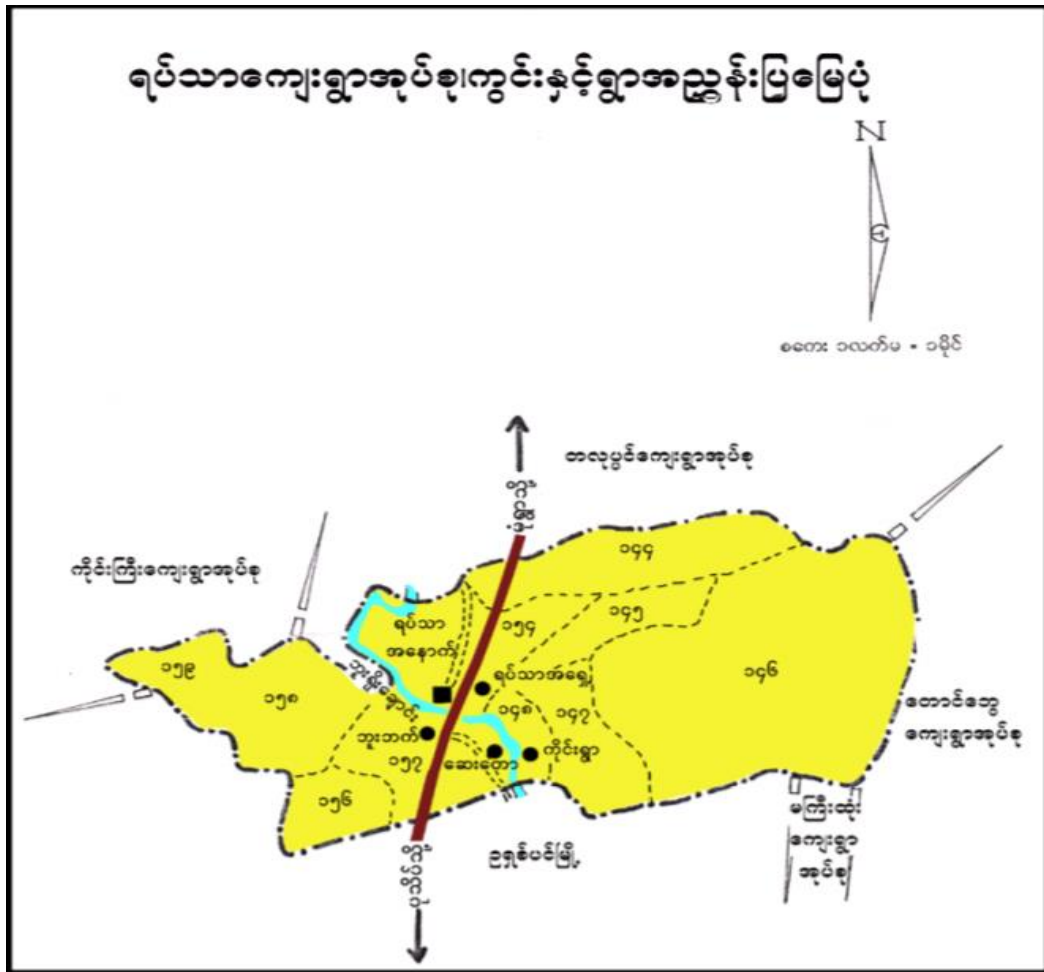 ရပ်သာကျေးရွာအုပ်စု၊ကွင်းနှင့်ရွာအညွှန်းပြမြေပုံ
N
စကေး ၁လက်မ = ၁မိုင်
တလုပ္ပင်ကျေးရွာအုပ်စု
ကိုင်းကြီးကျေးရွာအုပ်စု
၁၄၄
၁၄၅
ရပ်သာ
အနောက်
၁၅၄
၁၅၉
၁၅၈
ရပ်သာအရှေ့
၁၄၆
၁၄၈
၁၄၇
တောင်ဘွေ့
ကျေးရွာအုပ်စု
ဘူးဘက်
၁၅၇
ဆေးတော
ကိုင်းရွာ
၁၅၆
ဥရှစ်ပင်မြို့
မကြီးထုံး
ကျေးရွာ
အုပ်စု